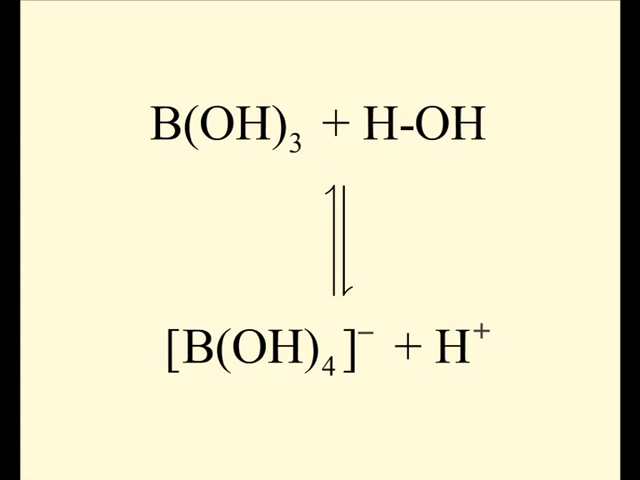 B(OH)₃ + H-OH
⇌
[B(OH)₄]⁻ + H⁺